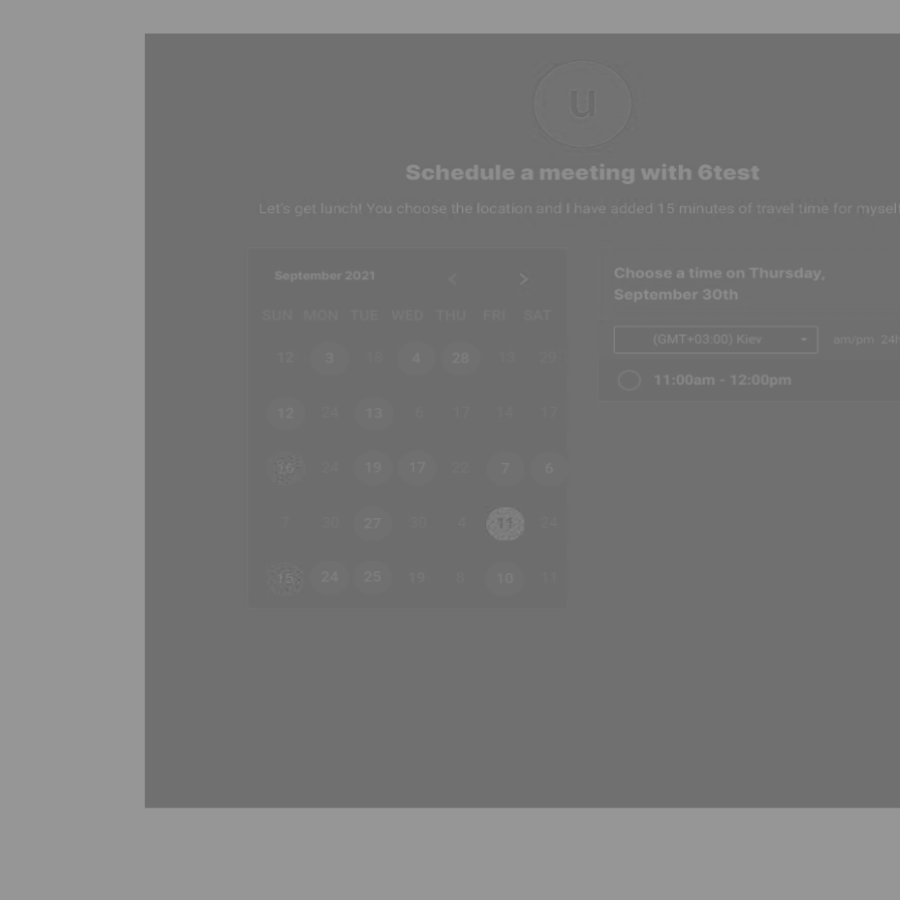 u
Schedule a meeting with 6test
Let's get lunch! You choose the location and I have added 15 minutes of travel time for myself
September 2021 < >
SUN MON TUE WED THU FRI SAT
12 3 18 4 28 13 23
12 24 13 6 17 14 17
24 19 17 22 7 6
7 30 27 30 4 11 24
15 24 25 19 8 10 11
Choose a time on Thursday,
September 30th
(GMT+03:00) Kiev am/pm 24h
11:00am - 12:00pm